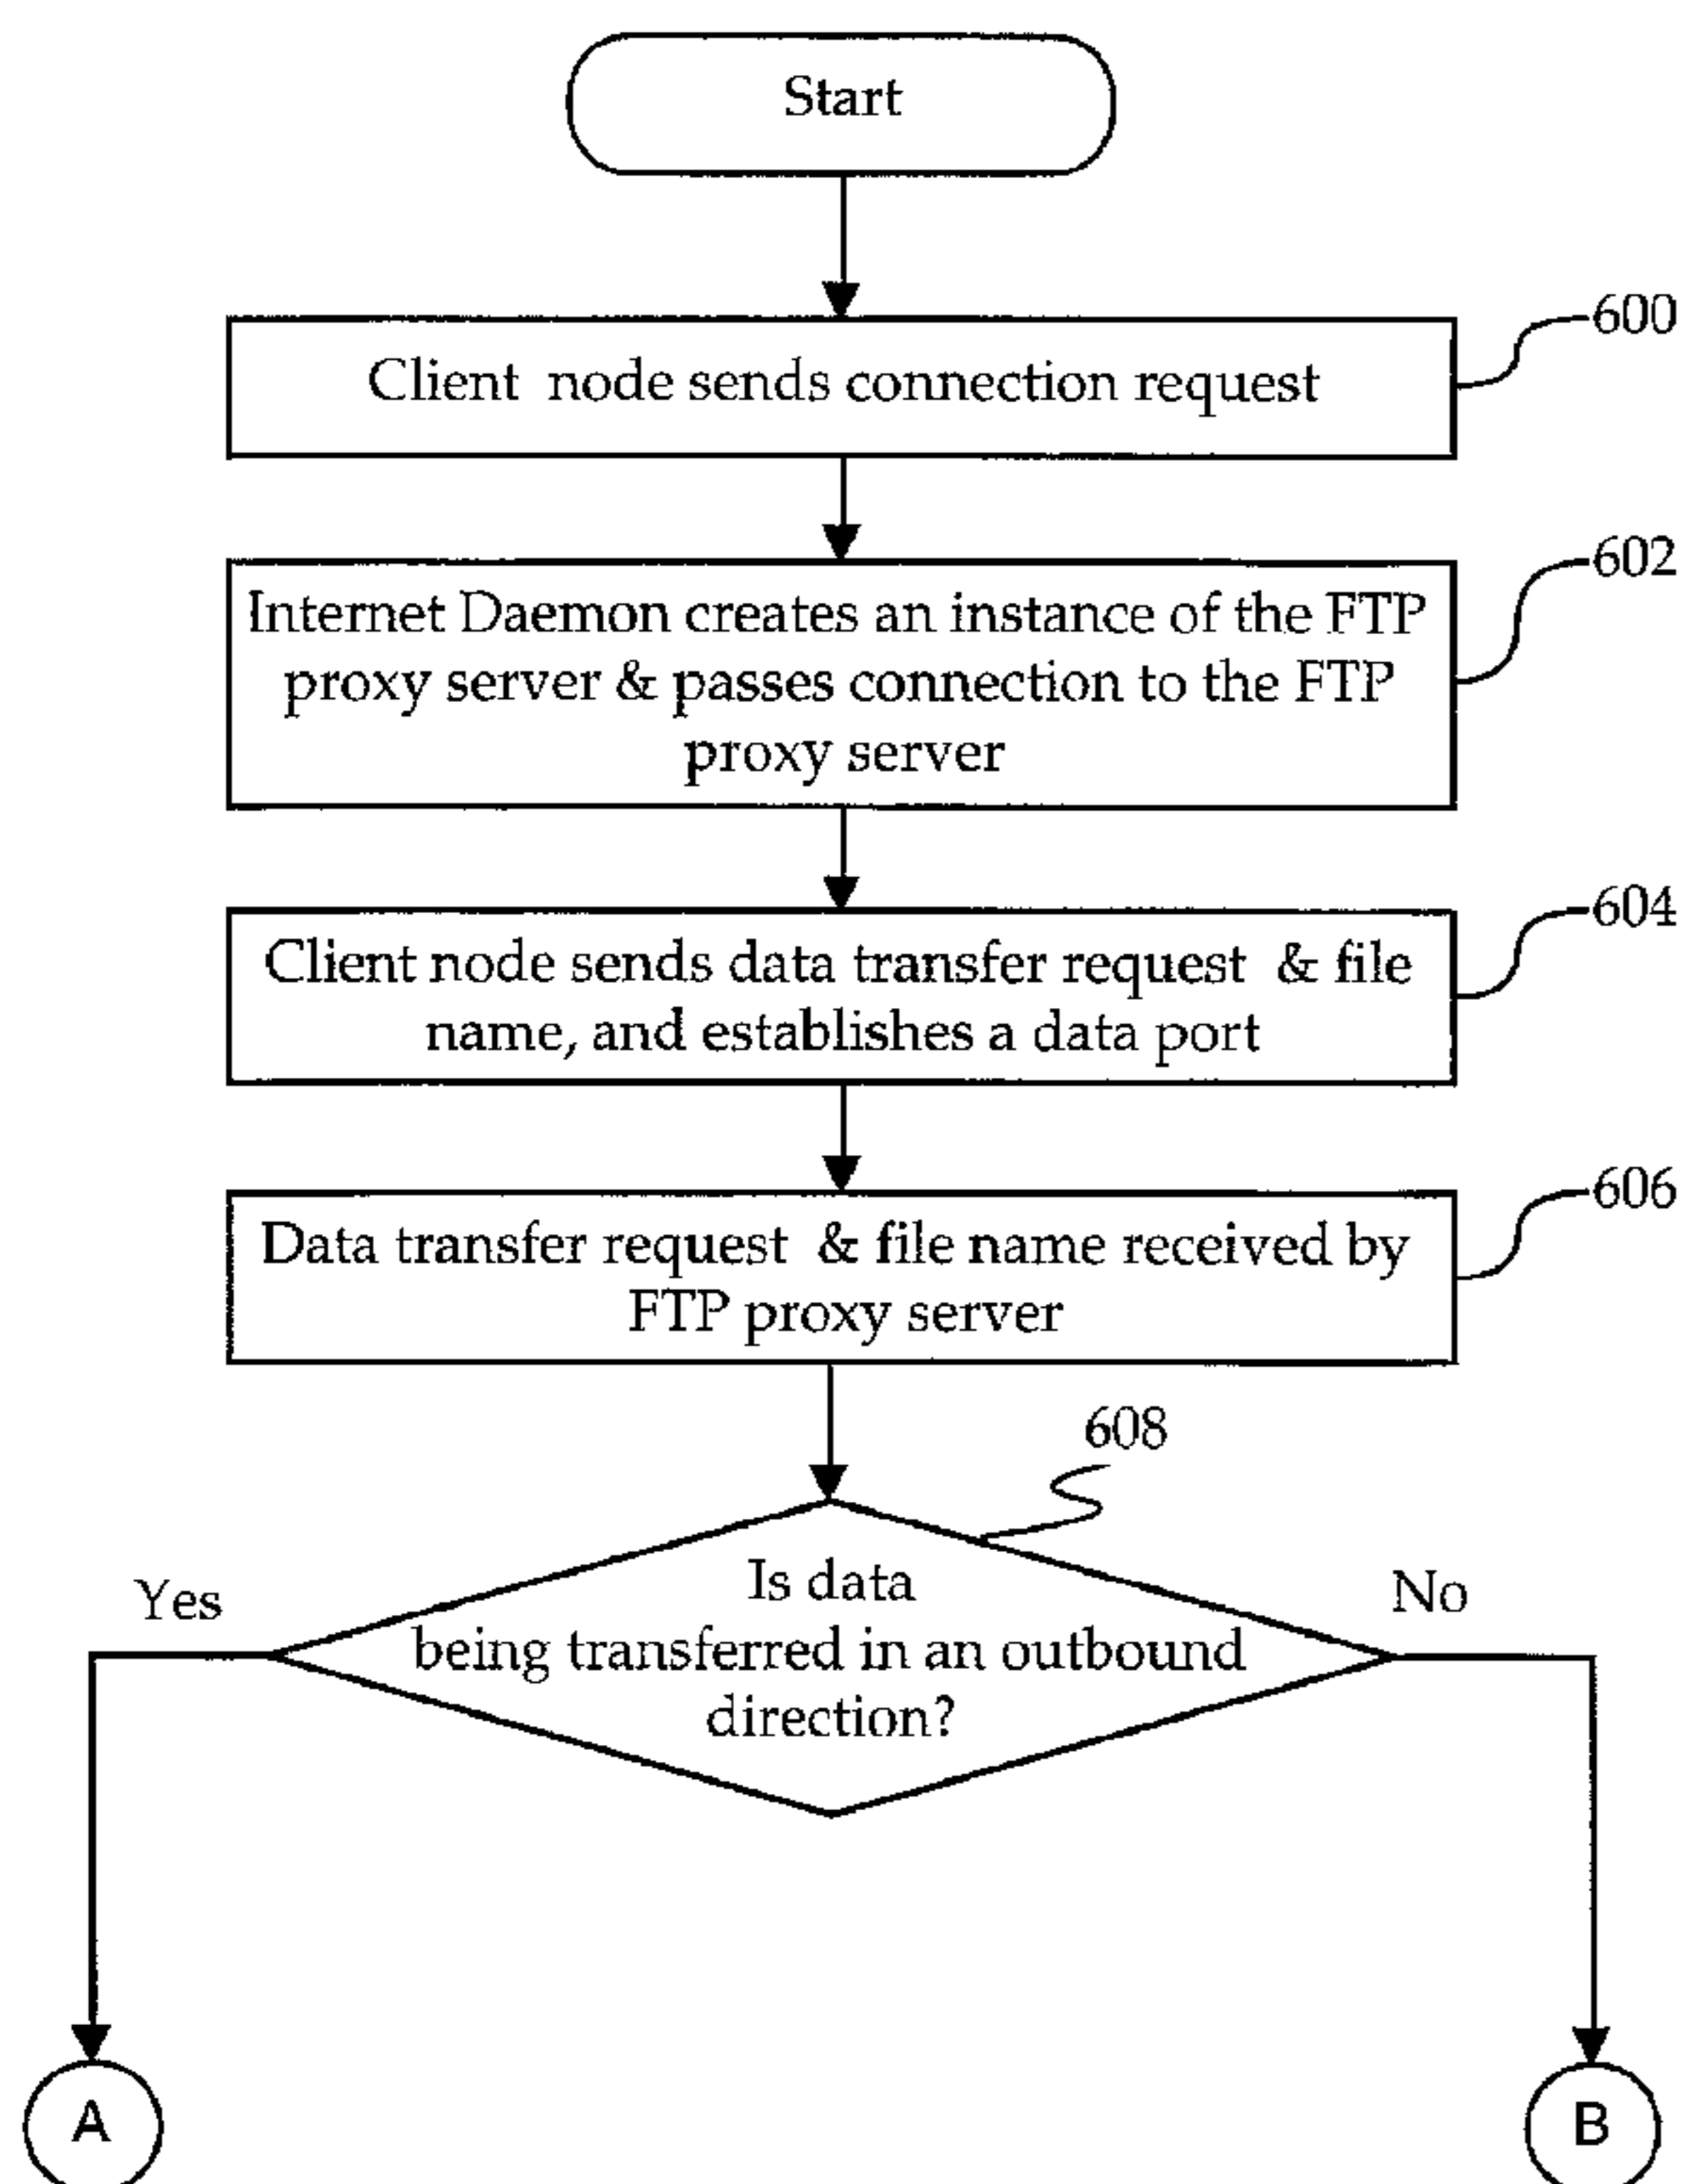 Start
600
Client node sends connection request
602
Internet Daemon creates an instance of the FTP
proxy server & passes connection to the FTP
proxy server
604
Client node sends data transfer request & file
name, and establishes a data port
606
Data transfer request & file name received by
FTP proxy server
608
Is data
Yes
No
being transferred in an outbound
direction?
A
B